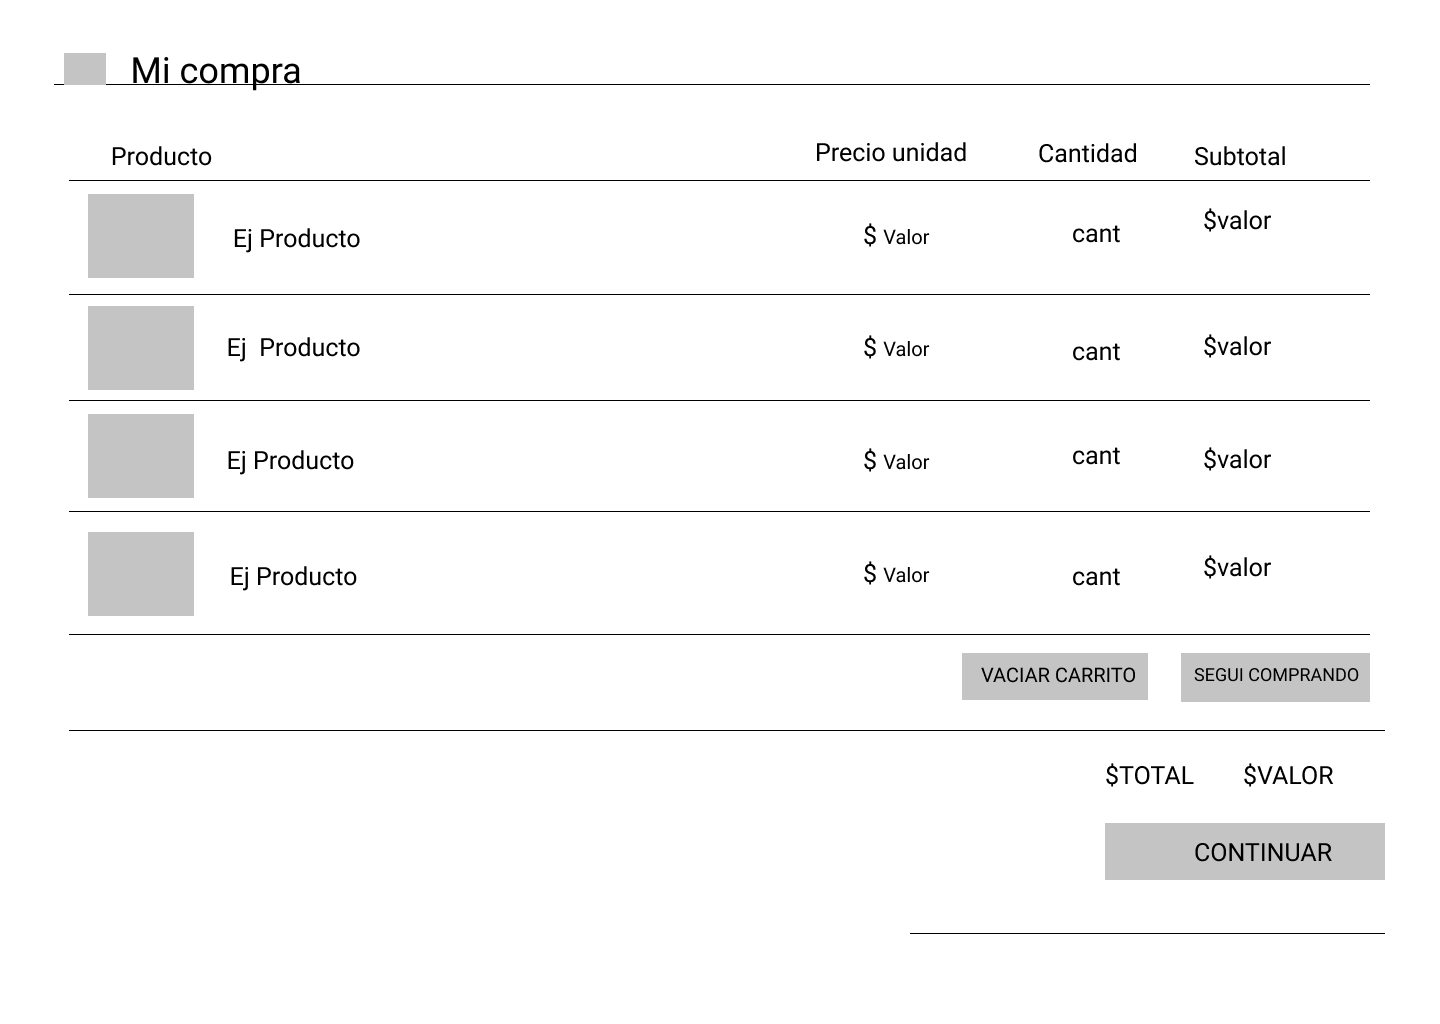 Mi compra
Producto Precio unidad Cantidad Subtotal
Ej Producto $ Valor cant $valor
Ej  Producto $ Valor cant $valor
Ej Producto $ Valor cant $valor
Ej Producto $ Valor cant $valor
VACIAR CARRITO SEGUI COMPRANDO
$TOTAL $VALOR
CONTINUAR